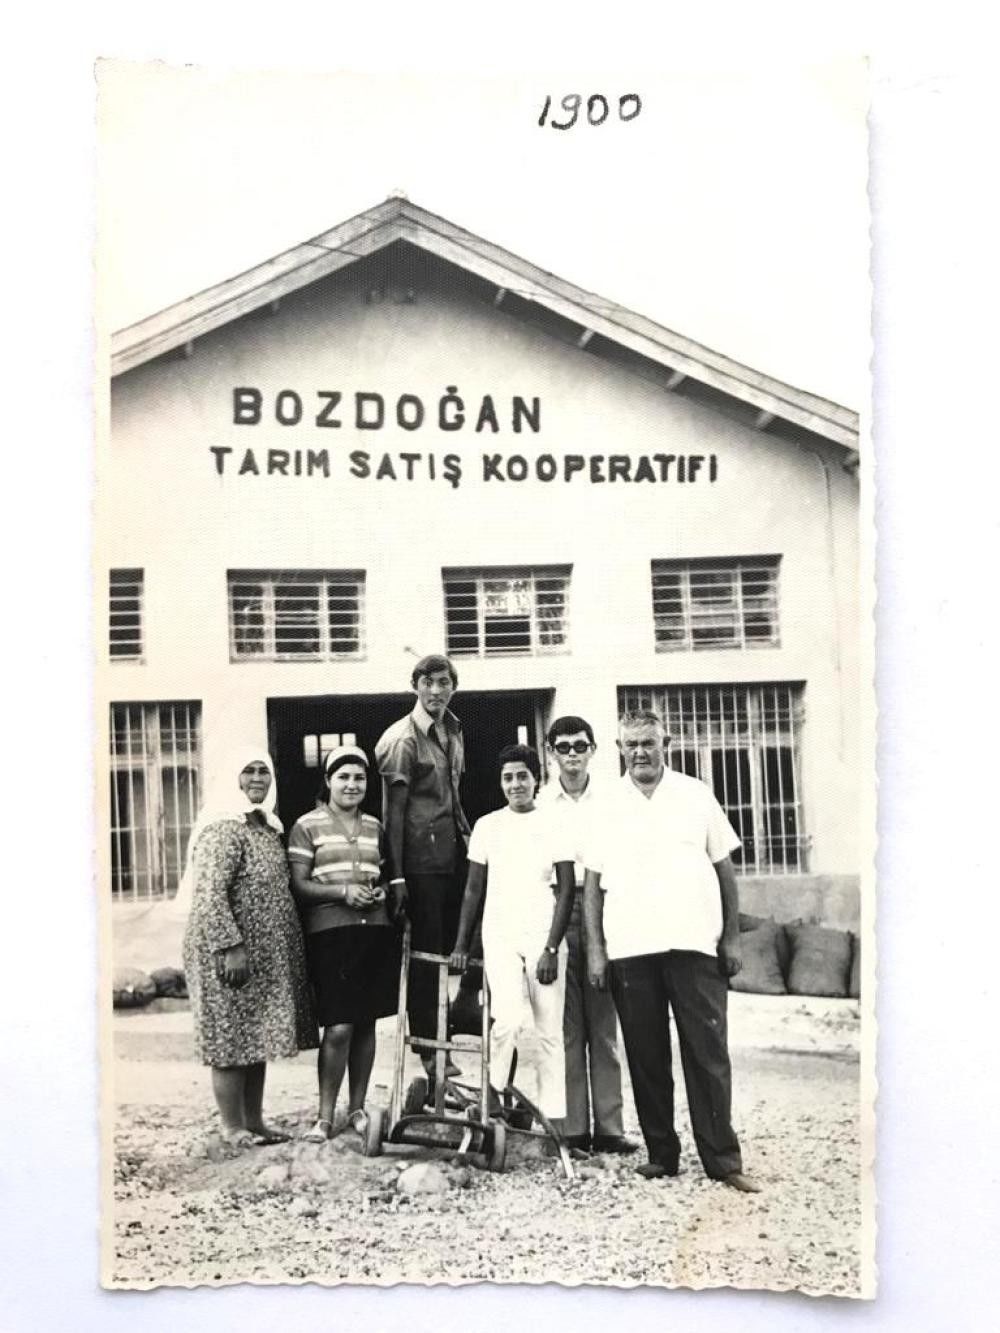 1900
BOZDOĞAN
TARIM SATIŞ KOOPERATIFI